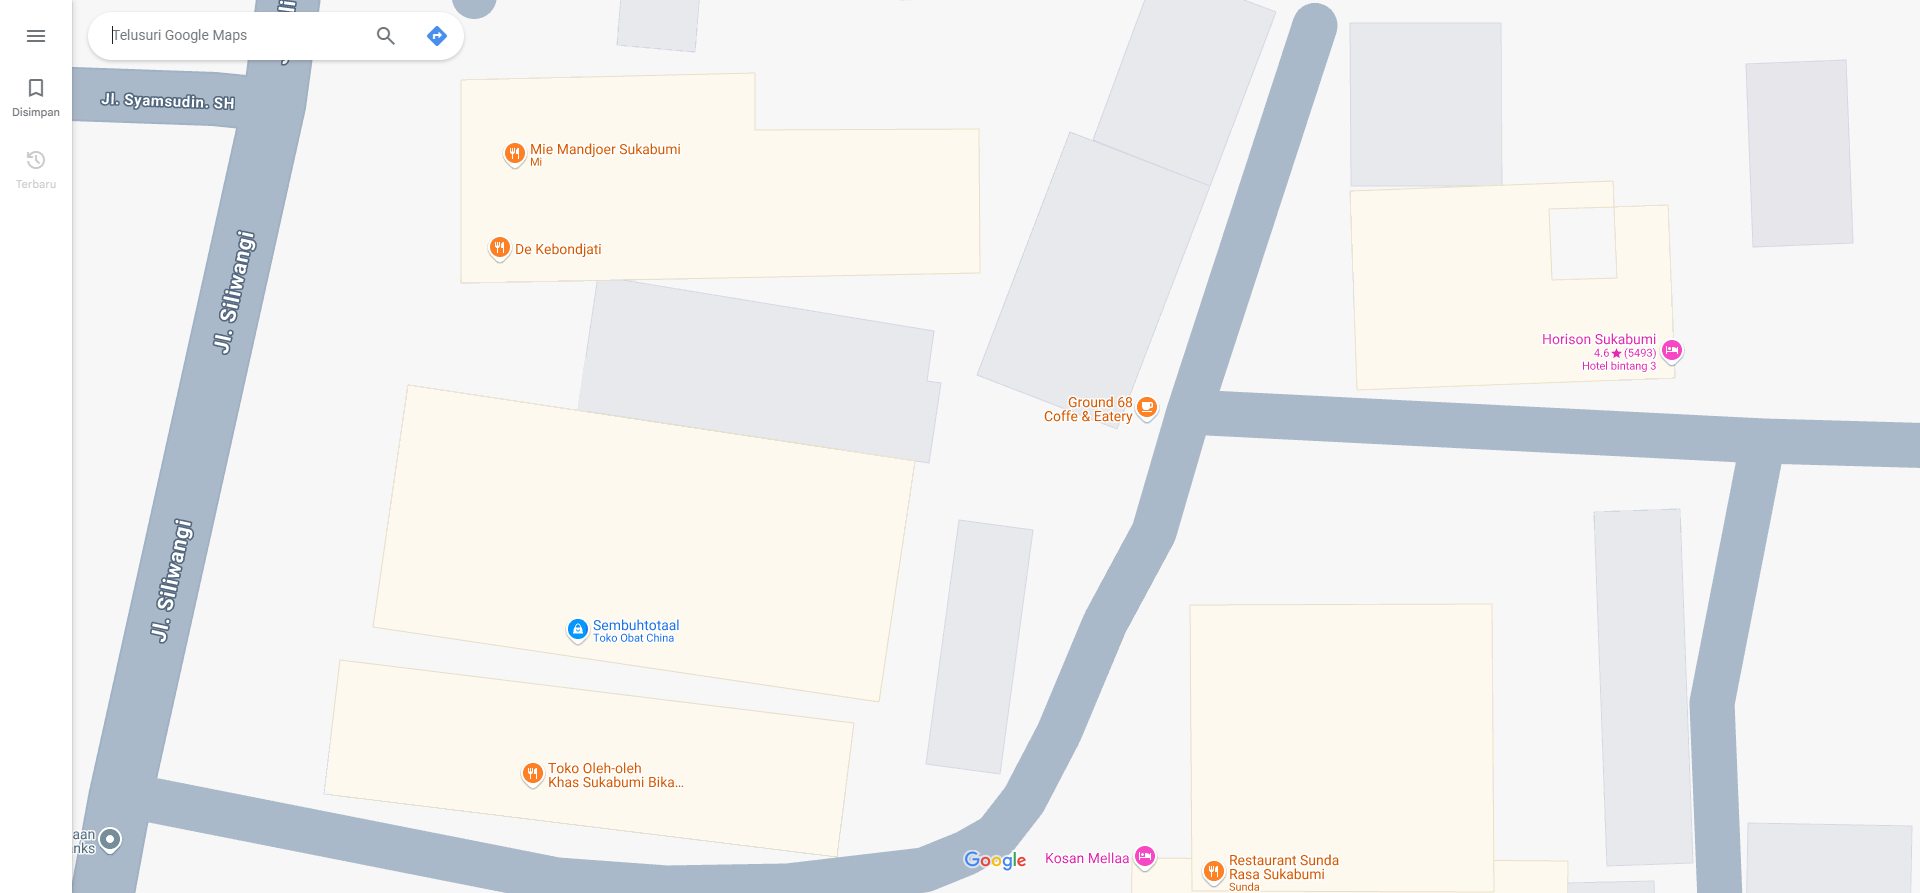 Telusuri Google Maps
Disimpan
Terbaru
Jl. Syamsudin. SH
Mie Mandjoer Sukabumi
Mi
De Kebondjati
Jl. Siliwangi
Horison Sukabumi
4.6★(5493)
Hotel bintang 3
Ground 68
Coffe & Eatery
Jl. Siliwangi
Sembuhtotaal
Toko Obat China
Toko Oleh-oleh
Khas Sukabumi Bika...
aan
nks
Google
Kosan Mellaa
Restaurant Sunda
Rasa Sukabumi
Sunda